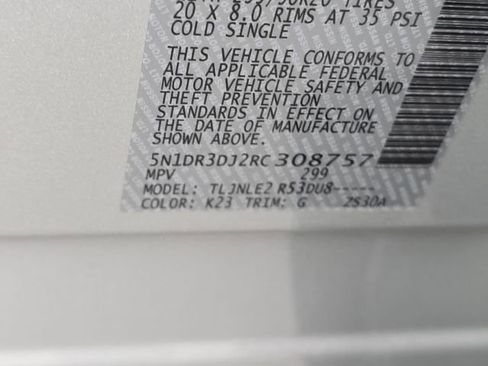 20 X 8.0 RIMS AT 35 PSI
COLD SINGLE
THIS VEHICLE CONFORMS TO
ALL APPLICABLE FEDERAL
MOTOR VEHICLE SAFETY AND
THEFT PREVENTION
STANDARDS IN EFFECT ON
THE DATE OF MANUFACTURE
SHOWN ABOVE.
5N1DR3DJ2RC308757
MPV 299
MODEL: TLJNLE2 R53DU8-----
COLOR: K23 TRIM: G